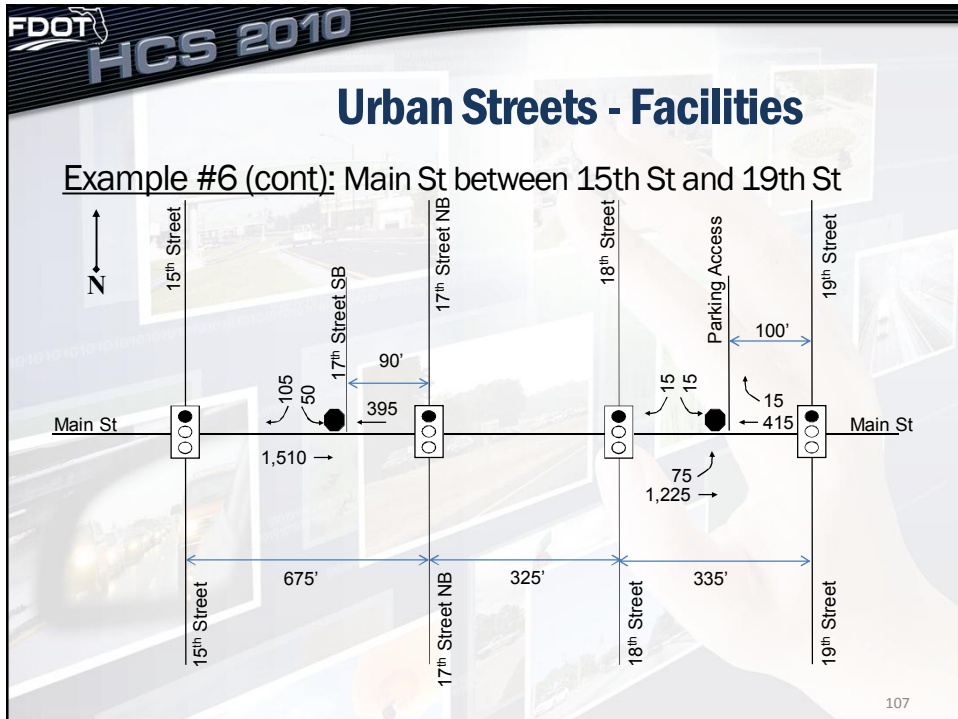 FDOT
HCS 2010
Urban Streets - Facilities
Example #6 (cont): Main St between 15th St and 19th St
N
15th Street
17th Street SB
17th Street NB
18th Street
Parking Access
19th Street
90'
100'
105
50
395
15
15
15
415
Main St
Main St
1,510
75
1,225
675'
325'
335'
15th Street
17th Street NB
18th Street
19th Street
107